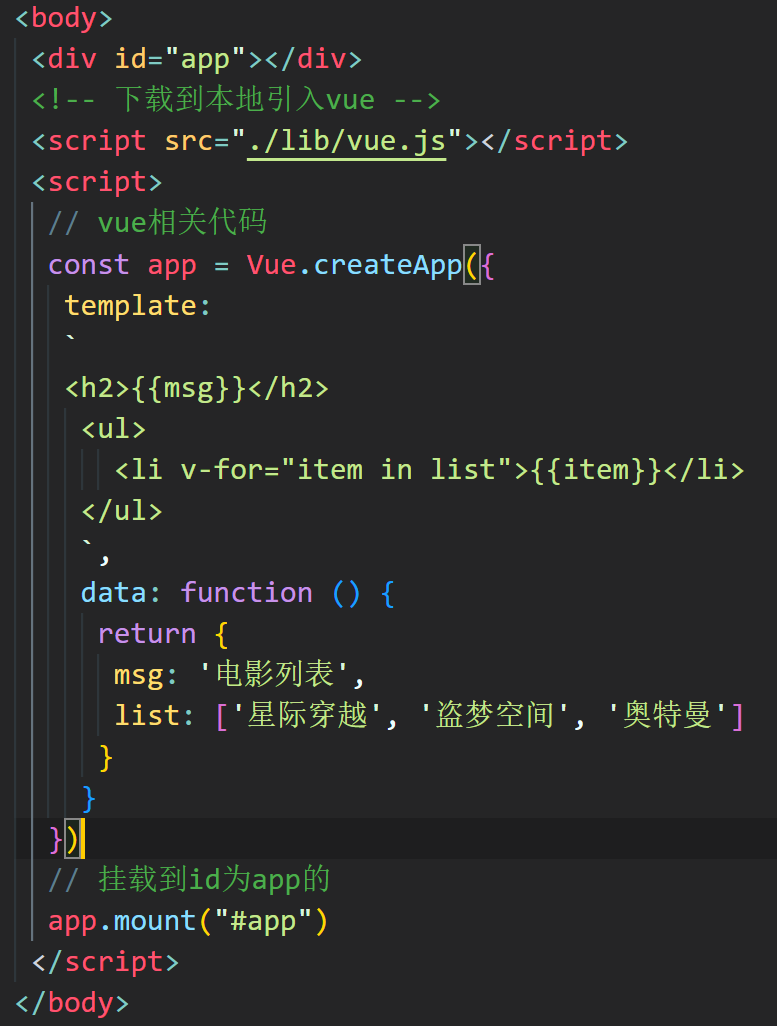 <body>
<div id="app"></div>
<!-- 下载到本地引入vue -->
<script src="./lib/vue.js"></script>
<script>
// vue相关代码
const app = Vue.createApp({
template:
`
<h2>{{msg}}</h2>
<ul>
<li v-for="item in list">{{item}}</li>
</ul>
`,
data: function () {
return {
msg: '电影列表',
list: ['星际穿越', '盗梦空间', '奥特曼']
}
}
})
// 挂载到id为app的
app.mount("#app")
</script>
</body>